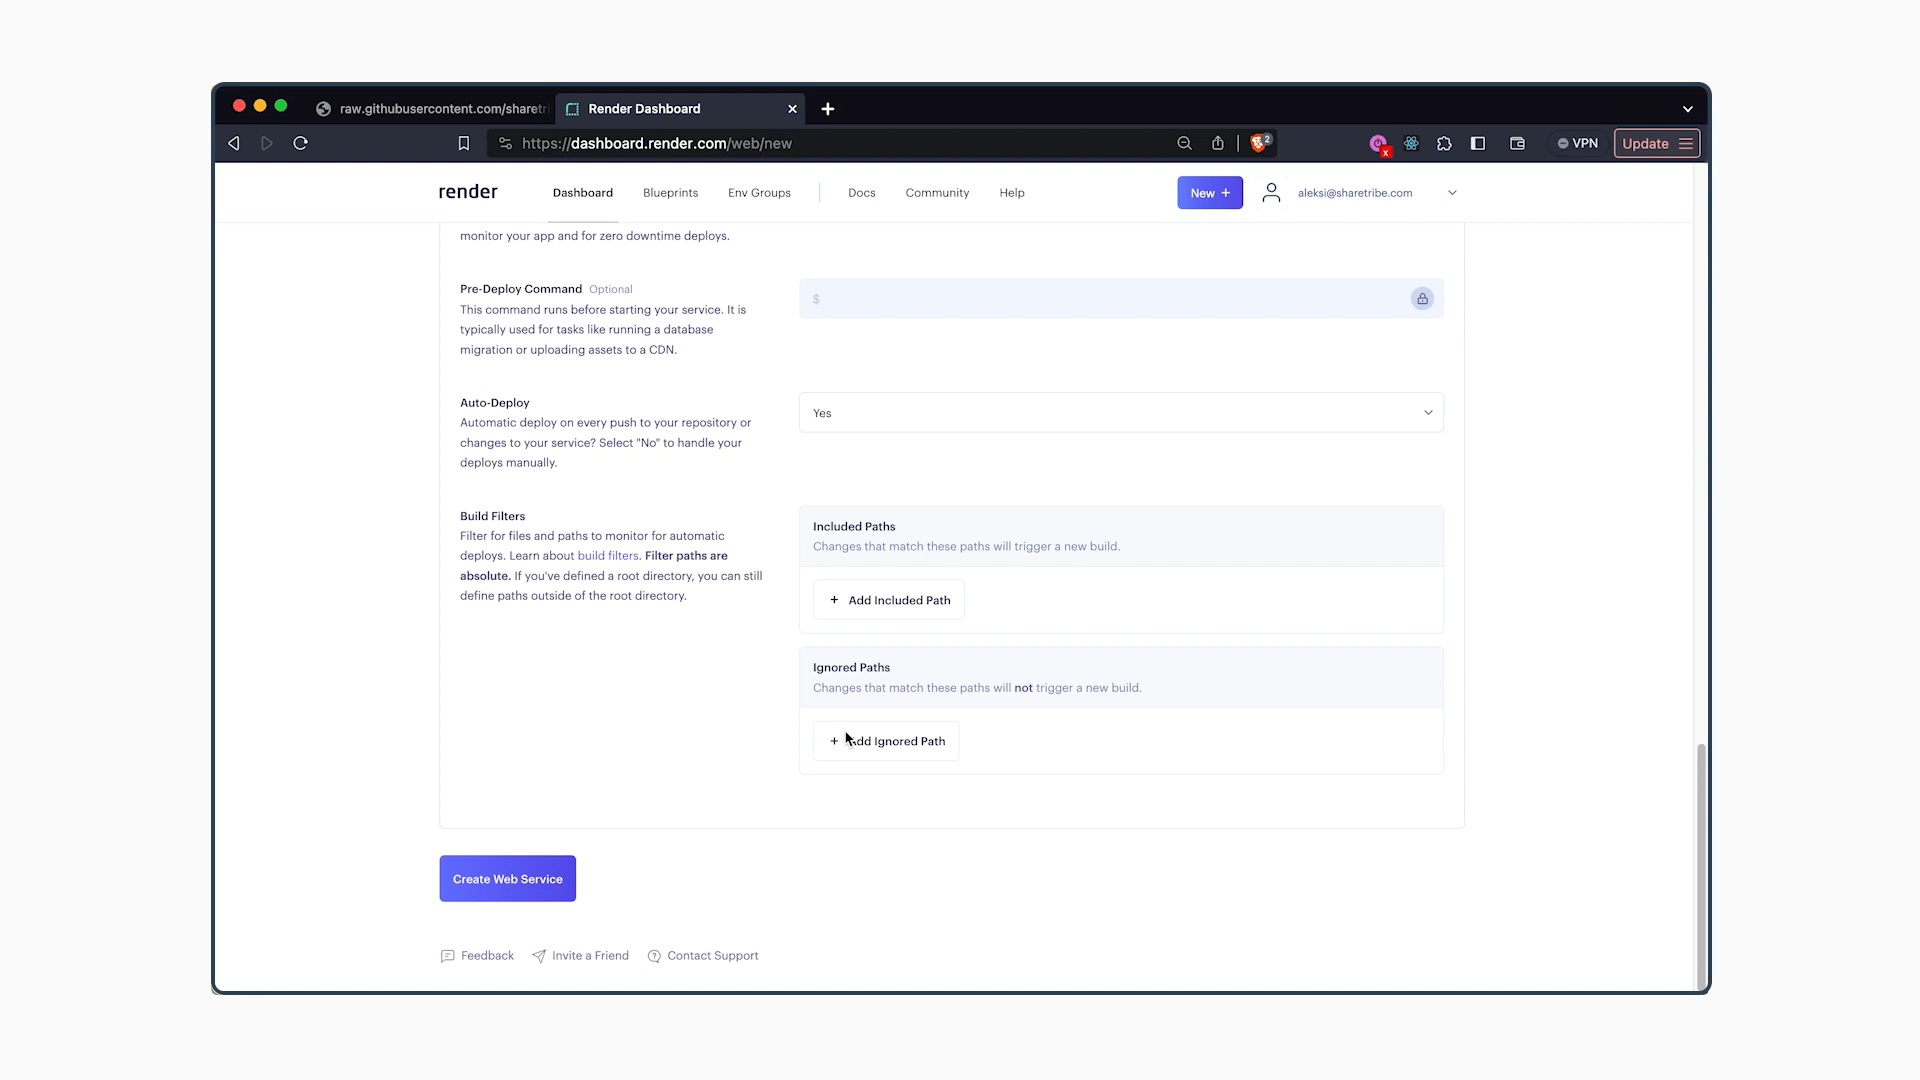 raw.githubusercontent.com/sharetri
Render Dashboard
https://dashboard.render.com/web/new
2
x
VPN
Update
render
Dashboard
Blueprints
Env Groups
Docs
Community
Help
New +
aleksi@sharetribe.com
monitor your app and for zero downtime deploys.
Pre-Deploy Command Optional
This command runs before starting your service. It is
typically used for tasks like running a database
migration or uploading assets to a CDN.
$
Auto-Deploy
Automatic deploy on every push to your repository or
changes to your service? Select "No" to handle your
deploys manually.
Yes
Build Filters
Filter for files and paths to monitor for automatic
deploys. Learn about build filters. Filter paths are
absolute. If you've defined a root directory, you can still
define paths outside of the root directory.
Included Paths
Changes that match these paths will trigger a new build.
+ Add Included Path
Ignored Paths
Changes that match these paths will not trigger a new build.
+ Add Ignored Path
Create Web Service
Feedback
Invite a Friend
Contact Support